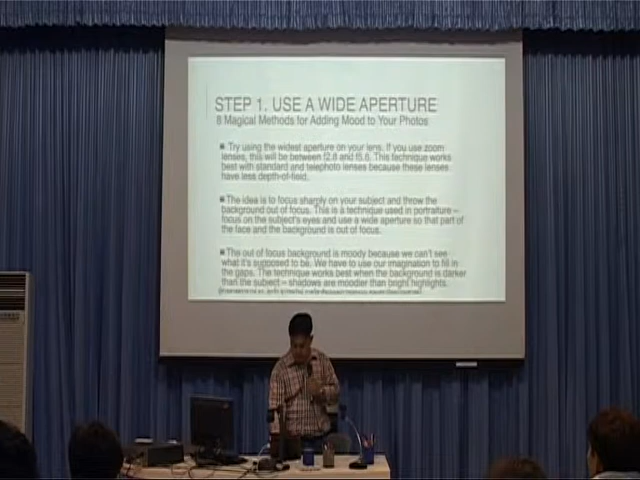 STEP 1. USE A WIDE APERTURE
8 Magical Methods for Adding Mood to Your Photos
Try using the widest aperture on your lens. If you use zoom
lenses, this will be between f2.8 and f5.6. This technique works
best with standard and telephoto lenses because these lenses
have less depth-of-field.
The idea is to focus sharply on your subject and throw the
background out of focus. This is a technique used in portraiture –
focus on the subject's eyes and use a wide aperture so that part of
the face and the background is out of focus.
The out of focus background is moody because we can't see
what it's supposed to be. We have to use our imagination to fill in
the gaps. The technique works best when the background is darker
than the subject – shadows are moodier than bright highlights.